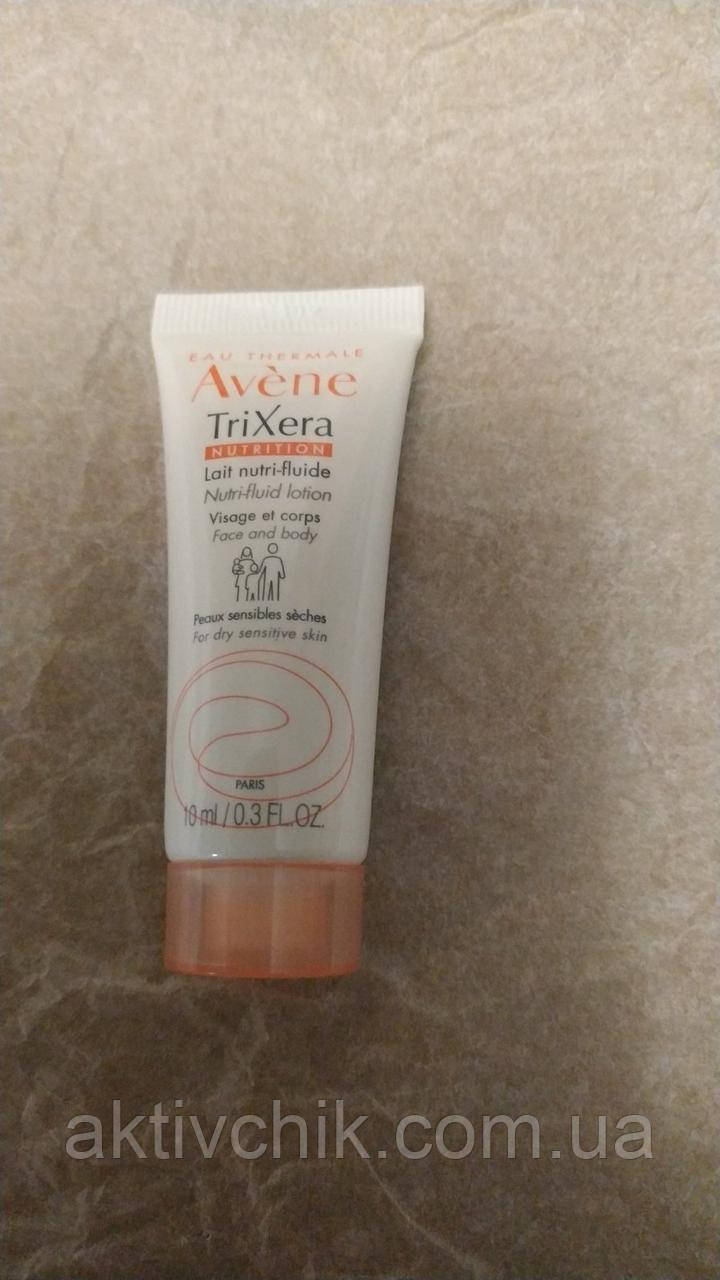 EAU THERMALE
Avène
TriXera
NUTRITION
Lait nutri-fluide
Nutri-fluid lotion
Visage et corps
Face and body
Peaux sensibles sèches
For dry sensitive skin
PARIS
10 ml / 0.3 FL.OZ.
aktivchik.com.ua